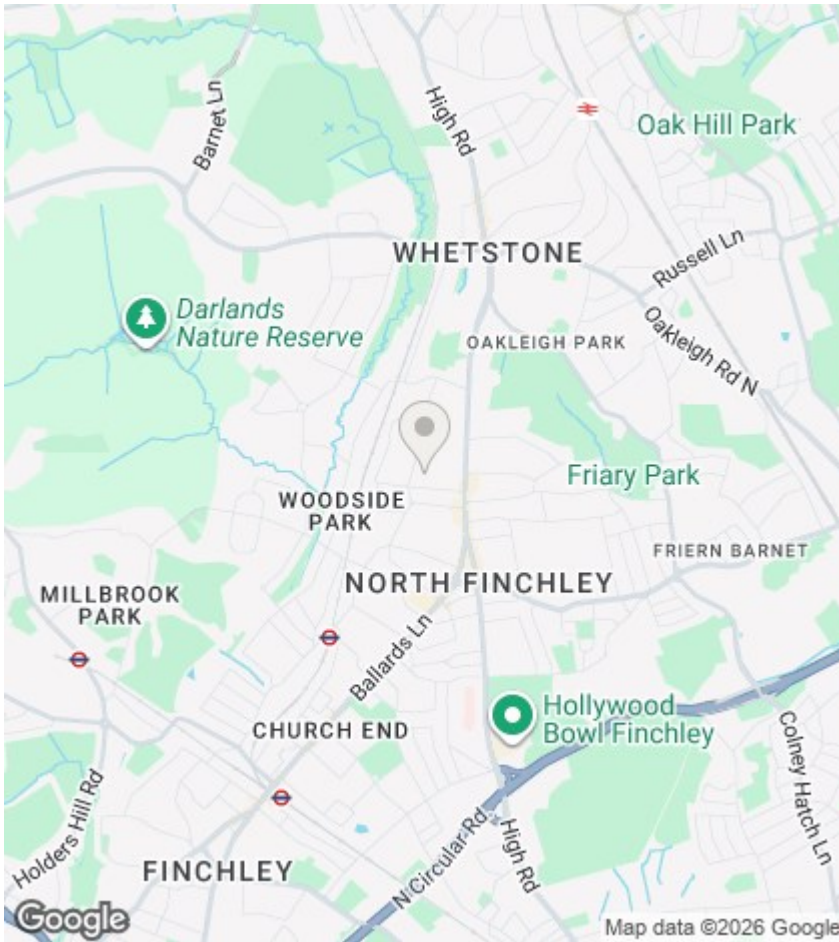 Barnet Ln
High Rd
Oak Hill Park
WHETSTONE
Russell Ln
Darlands
Nature Reserve
OAKLEIGH PARK
Oakleigh Rd N
Friary Park
WOODSIDE
PARK
FRIERN BARNET
NORTH FINCHLEY
MILLBROOK
PARK
Ballards Ln
Hollywood
Bowl Finchley
CHURCH END
Colney Hatch Ln
Holders Hill Rd
N Circular Rd
High Rd
FINCHLEY
Google
Map data ©2026 Google